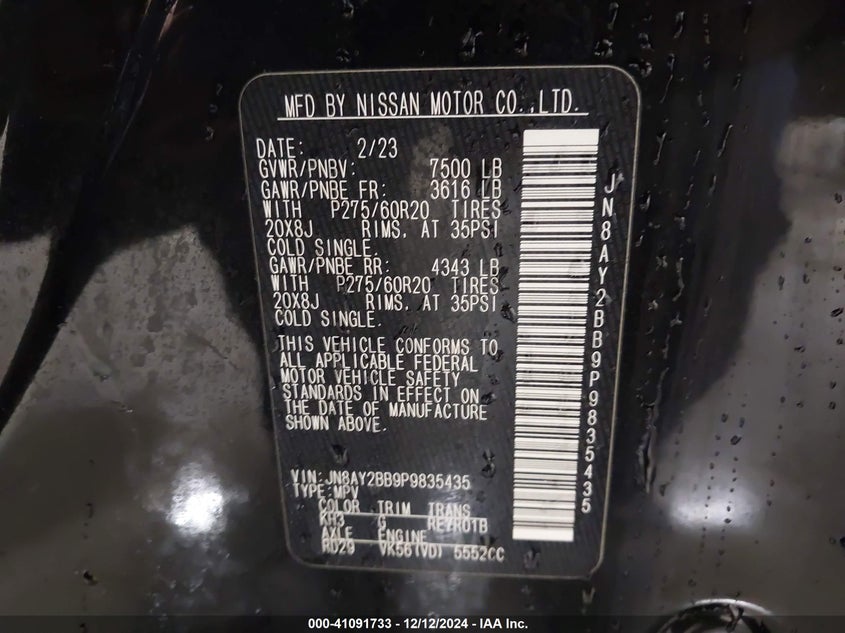 MFD BY NISSAN MOTOR CO.,LTD.
DATE: 2/23
GVWR/PNBV: 7500 LB
GAWR/PNBE FR: 3616 LB
WITH P275/60R20 TIRES
20X8J RIMS, AT 35PSI
COLD SINGLE.
GAWR/PNBE RR: 4343 LB
WITH P275/60R20 TIRES
20X8J RIMS, AT 35PSI
COLD SINGLE.
THIS VEHICLE CONFORMS TO
ALL APPLICABLE FEDERAL
MOTOR VEHICLE SAFETY
STANDARDS IN EFFECT ON
THE DATE OF MANUFACTURE
SHOWN ABOVE.
VIN:JN8AY2BB9P9835435
TYPE:MPV
COLOR TRIM TRANS
KH3 G RE7R01B
AXLE ENGINE
RD29 VK56(VD) 5552CC
JN8AY2BB9P9835435
000-41091733 - 12/12/2024 - IAA Inc.